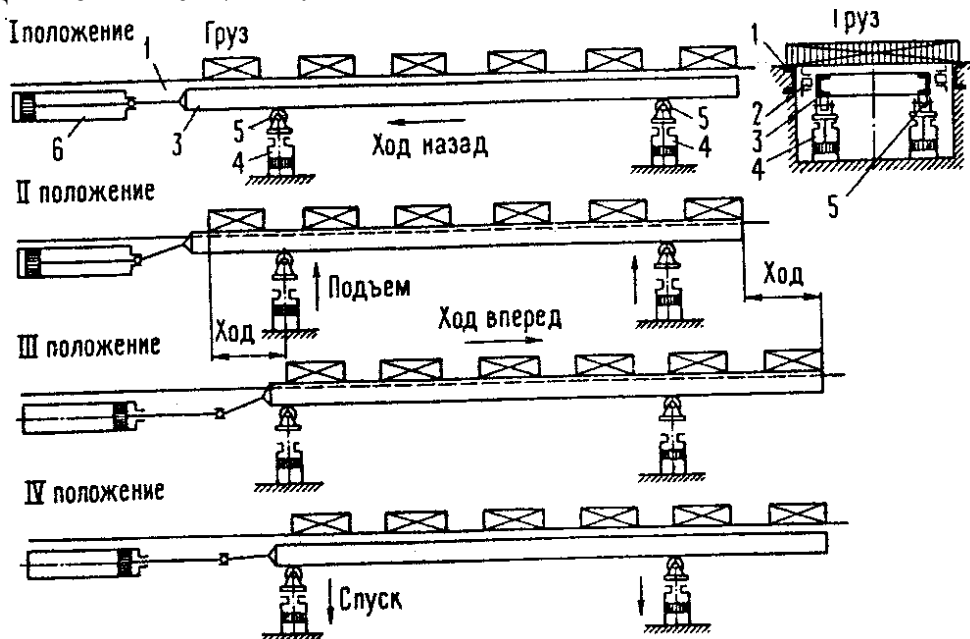 I положение
1
Груз
6
3
5
4
Ход назад
5
4
Груз
1
2
3
4
5
II положение
Подъем
Ход
Ход
Ход вперед
III положение
IV положение
Спуск